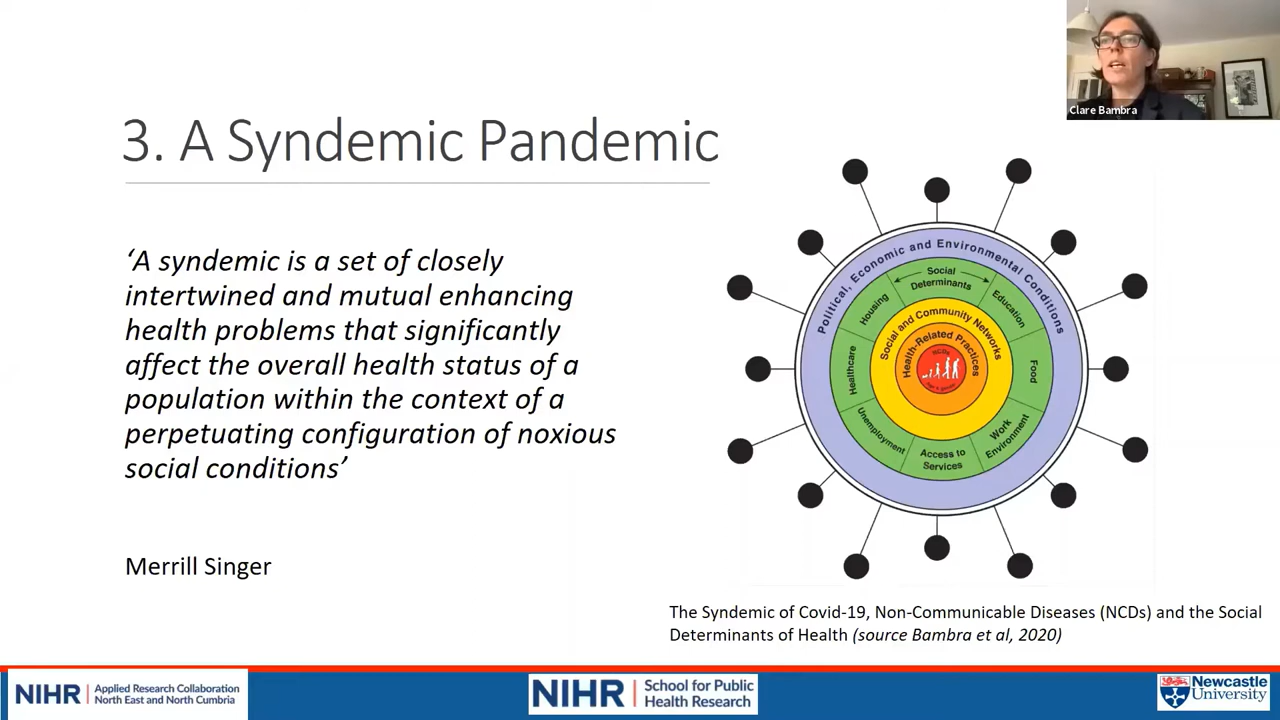 Clare Bambra
3. A Syndemic Pandemic
‘A syndemic is a set of closely
intertwined and mutual enhancing
health problems that significantly
affect the overall health status of a
population within the context of a
perpetuating configuration of noxious
social conditions’
Merrill Singer
Political, Economic and Environmental Conditions
Social
Determinants
Housing
Education
Social and Community Networks
Health-Related Practices
NCDs
Healthcare
Food
Unemployment
Work
Environment
Access to
Services
The Syndemic of Covid-19, Non-Communicable Diseases (NCDs) and the Social
Determinants of Health (source Bambra et al, 2020)
NIHR | Applied Research Collaboration
North East and North Cumbria
NIHR | School for Public
Health Research
Newcastle
University